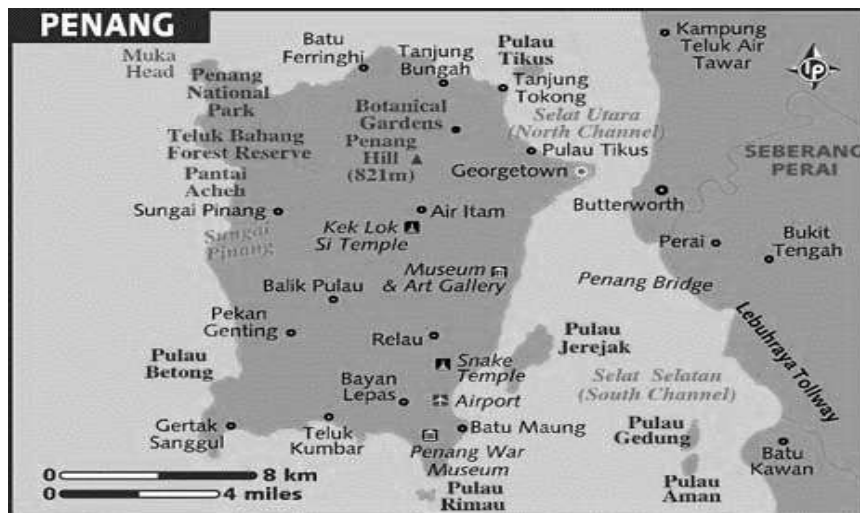 PENANG
Muka
Head
Batu
Ferringhi
Tanjung
Bungah
Pulau
Tikus
Kampung
Teluk Air
Tawar
LP
Penang
National
Park
Tanjung
Tokong
Botanical
Gardens
Selat Utara
(North Channel)
Teluk Bahang
Forest Reserve
Penang
Hill
(821m)
Pulau Tikus
SEBERANG
PERAI
Pantai
Acheh
Georgetown
Butterworth
Sungai Pinang
Air Itam
Sungai
Pinang
Kek Lok
Si Temple
Perai
Bukit
Tengah
Museum
& Art Gallery
Penang Bridge
Balik Pulau
Pekan
Genting
Relau
Pulau
Jerejak
Lebuhraya Tollway
Pulau
Betong
Snake
Temple
Bayan
Lepas
Airport
Selat Selatan
(South Channel)
Gertak
Sanggul
Teluk
Kumbar
Batu Maung
Pulau
Gedung
Batu
Kawan
Penang War
Museum
Pulau
Aman
Pulau
Rimau
0 8 km
0 4 miles